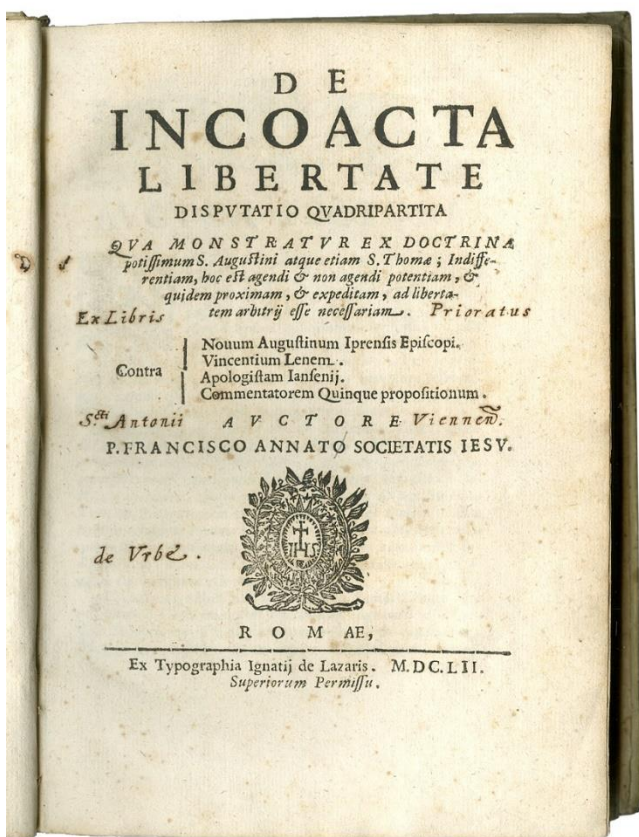 DE
INCOACTA
LIBERTATE
DISPVTATIO QVADRIPARTITA
QVA MONSTRATVR EX DOCTRINA
potissimum S. Augustini atque etiam S. Thomæ; Indiffe-
rentiam, hoc est agendi & non agendi potentiam, &
quidem proximam, & expeditam, ad liberta-
tem arbitrij esse necessariam.
Ex Libris Prioratus
Contra
Nouum Augustinum Iprensis Episcopi.
Vincentium Lenem.
Apologistam Iansenij.
Commentatorem Quinque propositionum.
S.cti Antonii AVCTORE Viennen̄.
P. FRANCISCO ANNATO SOCIETATIS IESV.
IHS
de Vrbe.
ROMAE,
Ex Typographia Ignatij de Lazaris. M.DC.LII.
Superiorum Permissu.